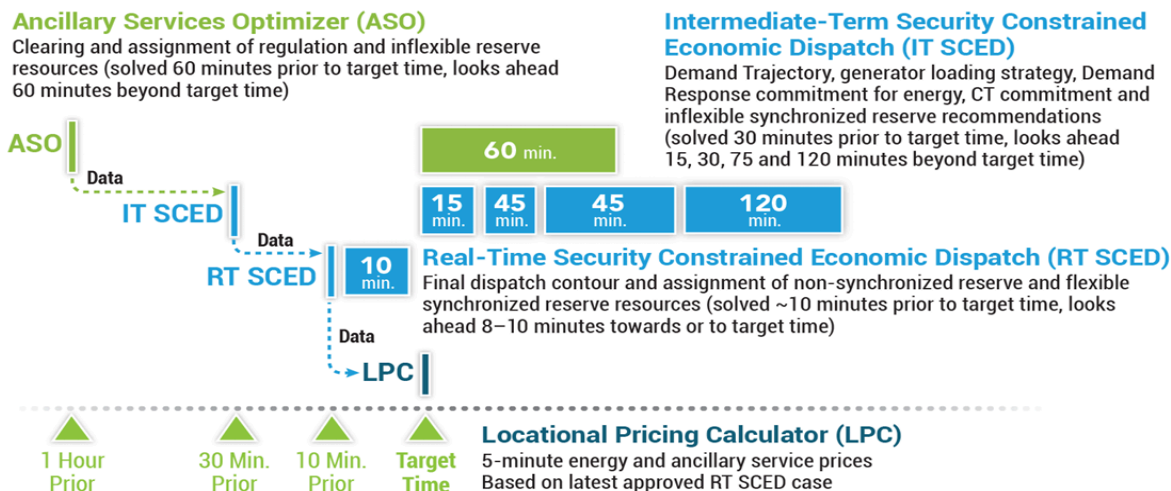 Ancillary Services Optimizer (ASO)
Clearing and assignment of regulation and inflexible reserve
resources (solved 60 minutes prior to target time, looks ahead
60 minutes beyond target time)
Intermediate-Term Security Constrained
Economic Dispatch (IT SCED)
Demand Trajectory, generator loading strategy, Demand
Response commitment for energy, CT commitment and
inflexible synchronized reserve recommendations
(solved 30 minutes prior to target time, looks ahead
15, 30, 75 and 120 minutes beyond target time)
ASO
60 min.
Data
IT SCED
15
min.
45
min.
45
min.
120
min.
Data
RT SCED
10
min.
Real-Time Security Constrained Economic Dispatch (RT SCED)
Final dispatch contour and assignment of non-synchronized reserve and flexible
synchronized reserve resources (solved ~10 minutes prior to target time, looks
ahead 8–10 minutes towards or to target time)
Data
LPC
1 Hour
Prior
30 Min.
Prior
10 Min.
Prior
Target
Time
Locational Pricing Calculator (LPC)
5-minute energy and ancillary service prices
Based on latest approved RT SCED case